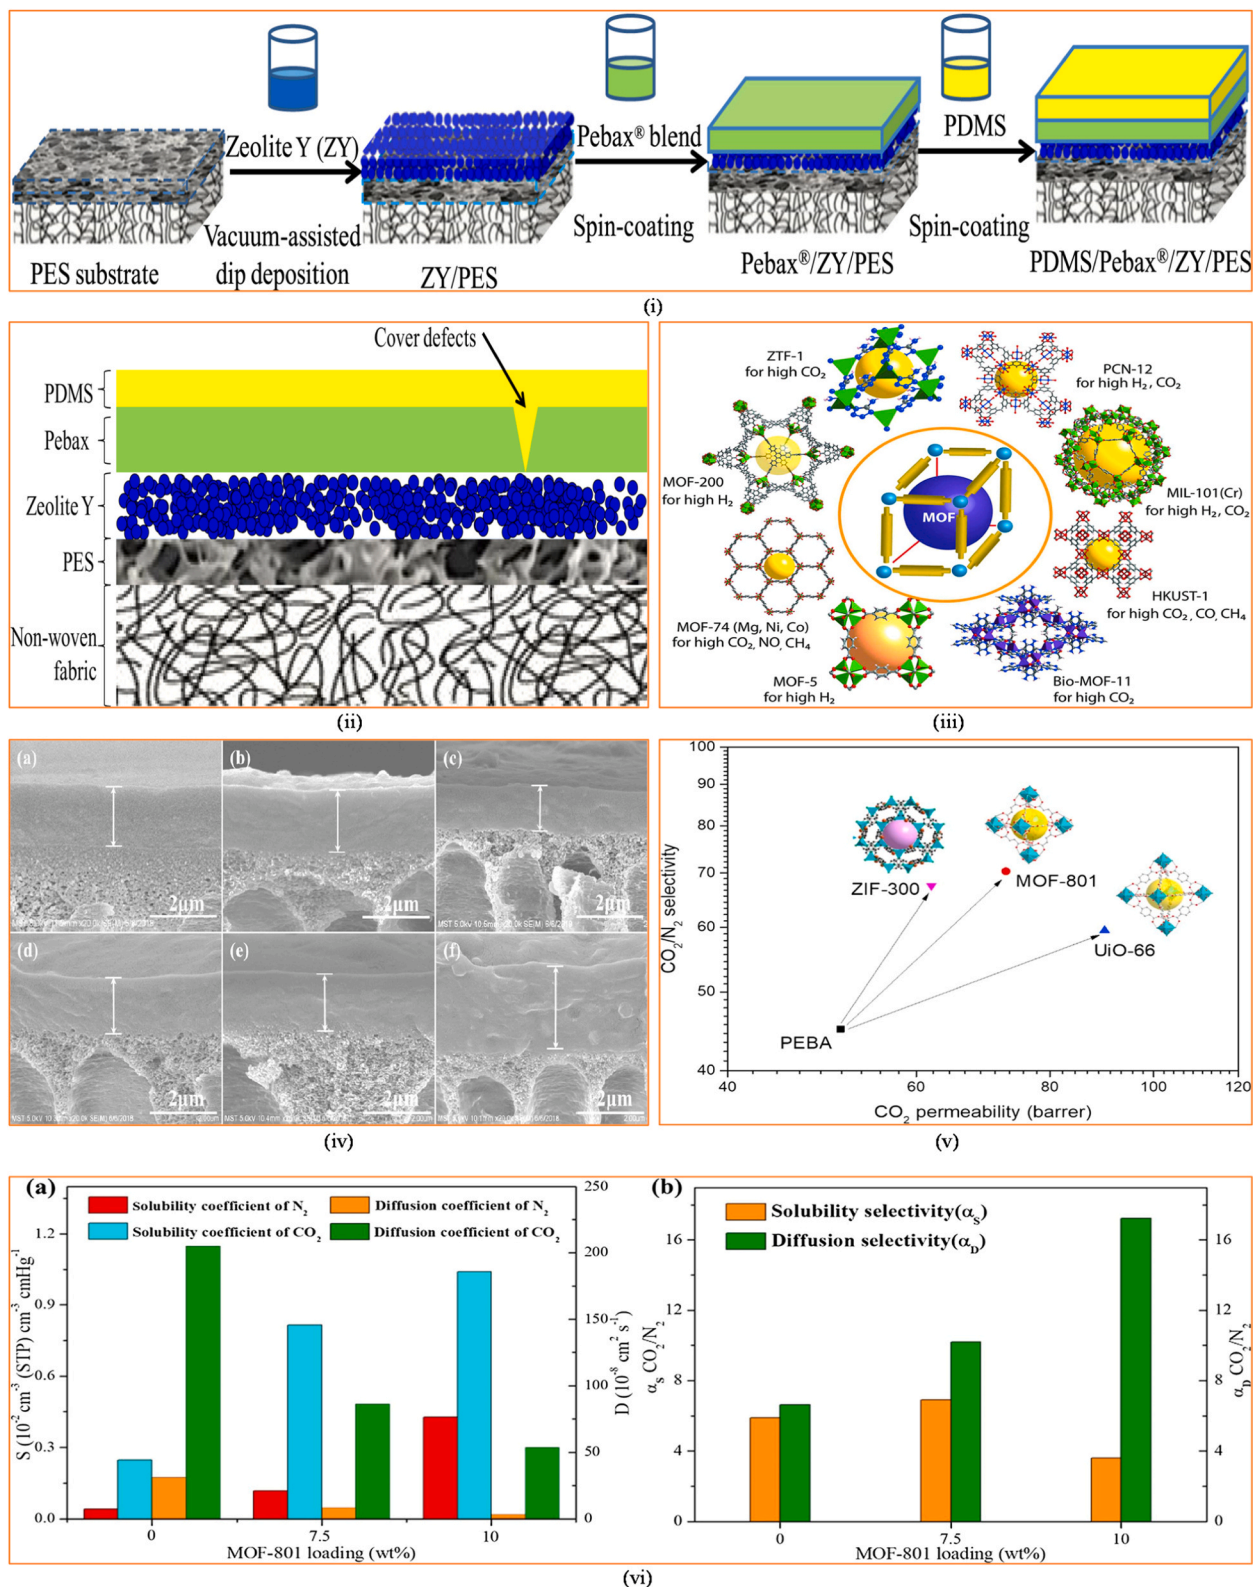 Zeolite Y (ZY)
Vacuum-assisted
dip deposition
Pebax® blend
Spin-coating
PDMS
Spin-coating
PES substrate
ZY/PES
Pebax®/ZY/PES
PDMS/Pebax®/ZY/PES
(i)
Cover defects
PDMS
Pebax
Zeolite Y
PES
Non-woven
fabric
(ii)
ZTF-1
for high CO₂
PCN-12
for high H₂, CO₂
MOF-200
for high H₂
MOF
MIL-101(Cr)
for high H₂, CO₂
MOF-74 (Mg, Ni, Co)
for high CO₂, NO, CH₄
HKUST-1
for high CO₂, CO, CH₄
MOF-5
for high H₂
Bio-MOF-11
for high CO₂
(iii)
(a)
(b)
(c)
2μm
2μm
2μm
(d)
(e)
(f)
2μm
2μm
2μm
(iv)
100
90
80
70
60
50
40
CO₂/N₂ selectivity
ZIF-300
MOF-801
UiO-66
PEBA
40
60
80
100
120
CO₂ permeability (barrer)
(v)
(a)
Solubility coefficient of N₂
Diffusion coefficient of N₂
Solubility coefficient of CO₂
Diffusion coefficient of CO₂
S (10⁻² cm⁻³ (STP) cm⁻³ cmHg⁻¹
1.2
0.9
0.6
0.3
0.0
250
200
150
100
50
0
D (10⁻⁸ cm² s⁻¹)
0
7.5
10
MOF-801 loading (wt%)
(b)
Solubility selectivity(αS)
Diffusion selectivity(αD)
αS CO₂/N₂
16
12
8
4
0
16
12
8
4
0
αD CO₂/N₂
0
7.5
10
MOF-801 loading (wt%)
(vi)